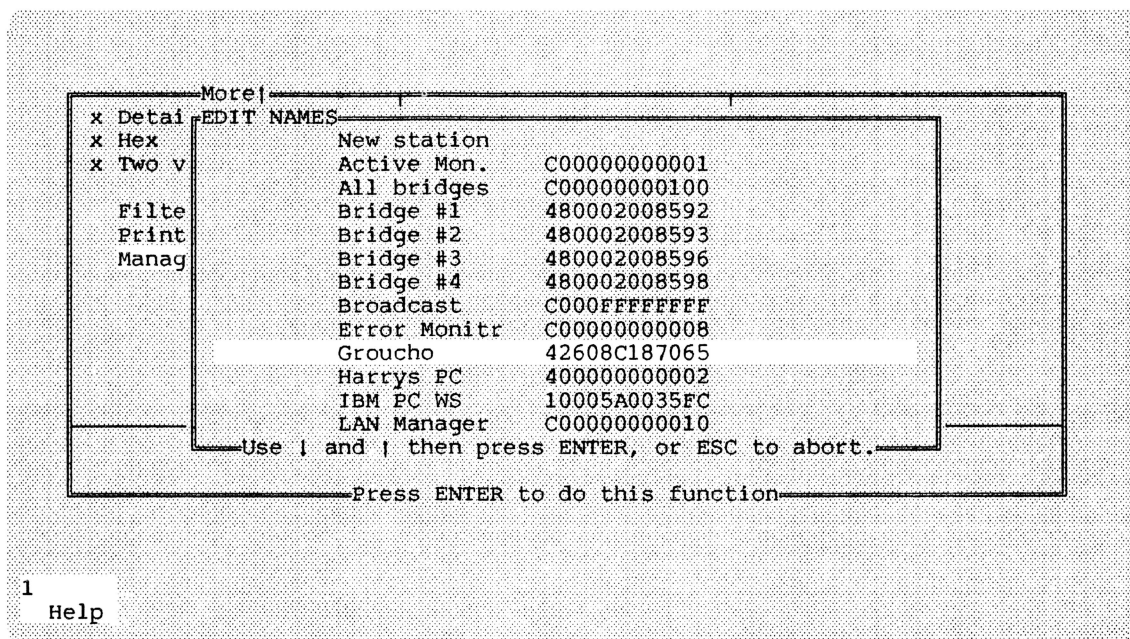 More↑
x Detai EDIT NAMES
x Hex New station
x Two v Active Mon. C00000000001
All bridges C00000000100
Filte Bridge #1 480002008592
Print Bridge #2 480002008593
Manag Bridge #3 480002008596
Bridge #4 480002008598
Broadcast C000FFFFFFFF
Error Monitr C00000000008
Groucho 42608C187065
Harrys PC 400000000002
IBM PC WS 10005A0035FC
LAN Manager C00000000010
Use ↓ and ↑ then press ENTER, or ESC to abort.
Press ENTER to do this function
1
Help